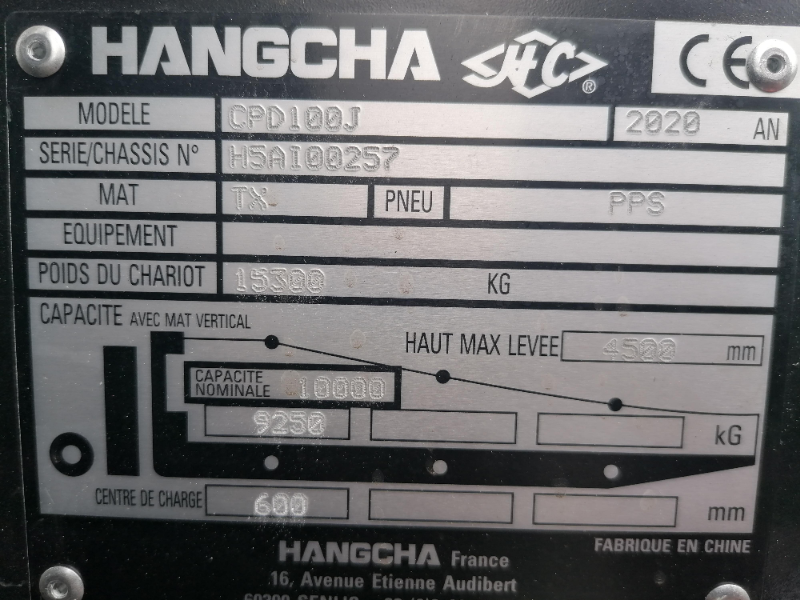 HANGCHA HC ® CE
MODELE CPD100J 2020 AN
SERIE/CHASSIS N° H5AI00257
MAT TX PNEU PPS
EQUIPEMENT
POIDS DU CHARIOT 15300 KG
CAPACITE AVEC MAT VERTICAL
HAUT MAX LEVEE 4500 mm
CAPACITE
NOMINALE 10000
9250 kG
CENTRE DE CHARGE 600 mm
HANGCHA France
FABRIQUE EN CHINE
16, Avenue Etienne Audibert